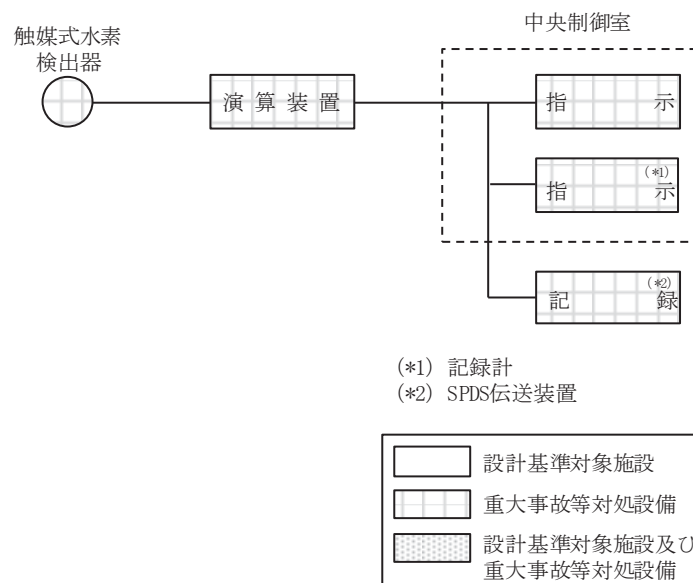 中央制御室
触媒式水素
検出器
演算装置
指示
(*1)
指示
(*2)
記録
(*1) 記録計
(*2) SPDS伝送装置
設計基準対象施設
重大事故等対処設備
設計基準対象施設及び
重大事故等対処設備